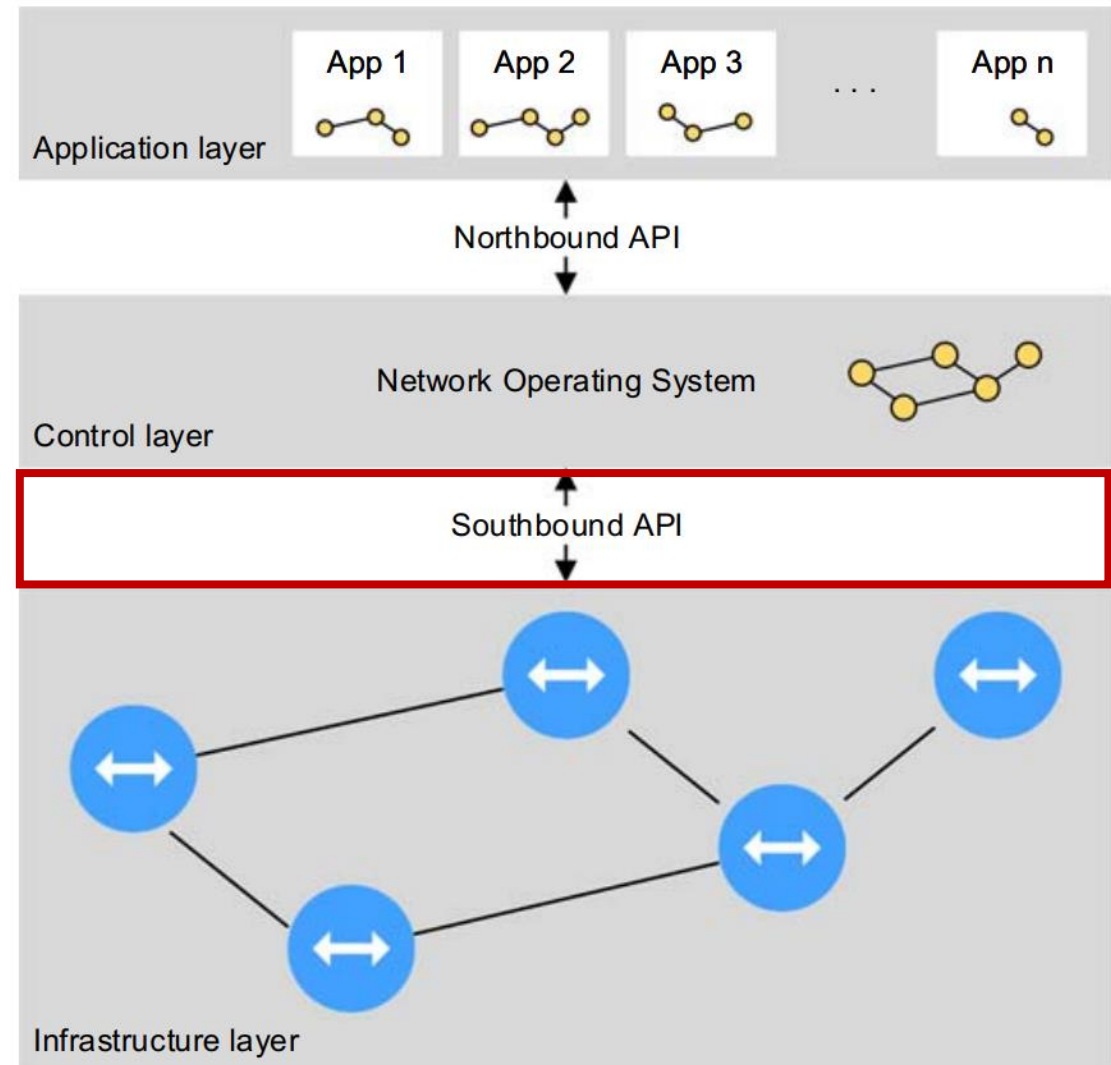 App 1
App 2
App 3
. . .
App n
Application layer
Northbound API
Network Operating System
Control layer
Southbound API
Infrastructure layer